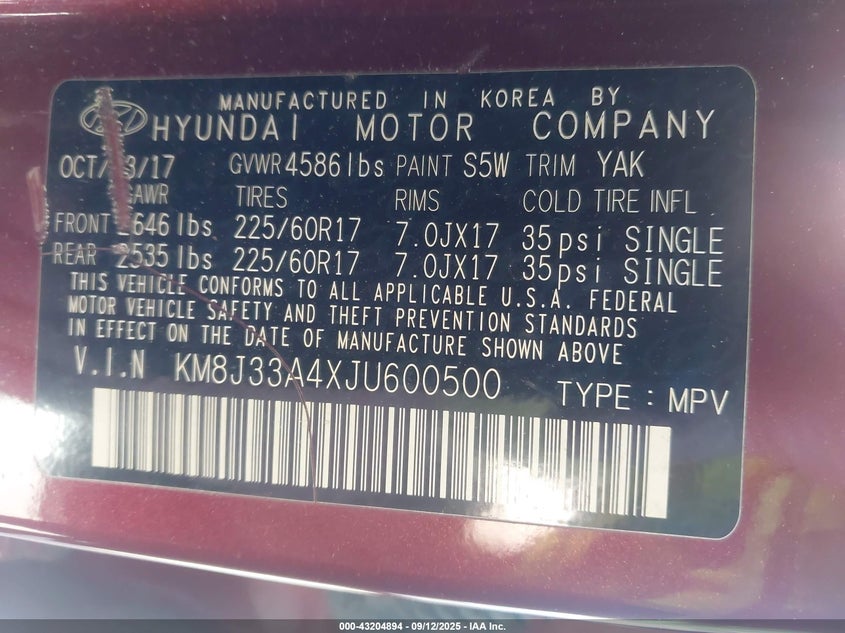 MANUFACTURED IN KOREA BY
HYUNDAI MOTOR COMPANY
GVWR 4586 lbs PAINT S5W TRIM YAK
TIRES RIMS COLD TIRE INFL
FRONT lbs 225/60R17 7.0JX17 35psi SINGLE
REAR 2535 lbs 225/60R17 7.0JX17 35psi SINGLE
THIS VEHICLE CONFORMS TO ALL APPLICABLE U.S.A. FEDERAL
MOTOR VEHICLE SAFETY AND THEFT PREVENTION STANDARDS
IN EFFECT ON THE DATE OF MANUFACTURE SHOWN ABOVE
V.I.N KM8J33A4XJU600500 TYPE : MPV
000-43204894 - 09/12/2025 - IAA Inc.